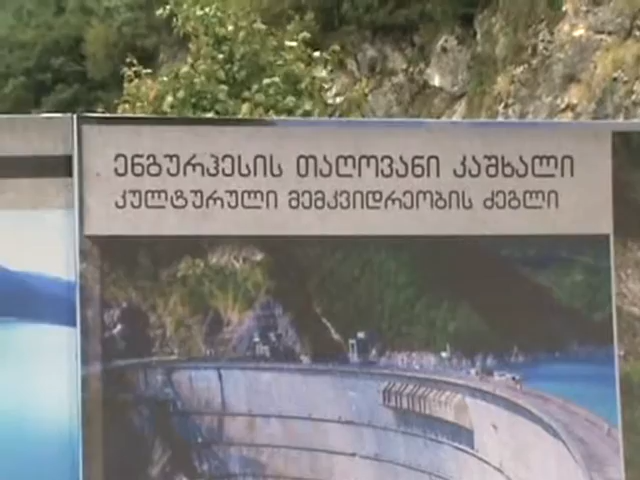 ენგურჰესის თაღოვანი კაშხალი
კულტურული მემკვიდრეობის ძეგლი